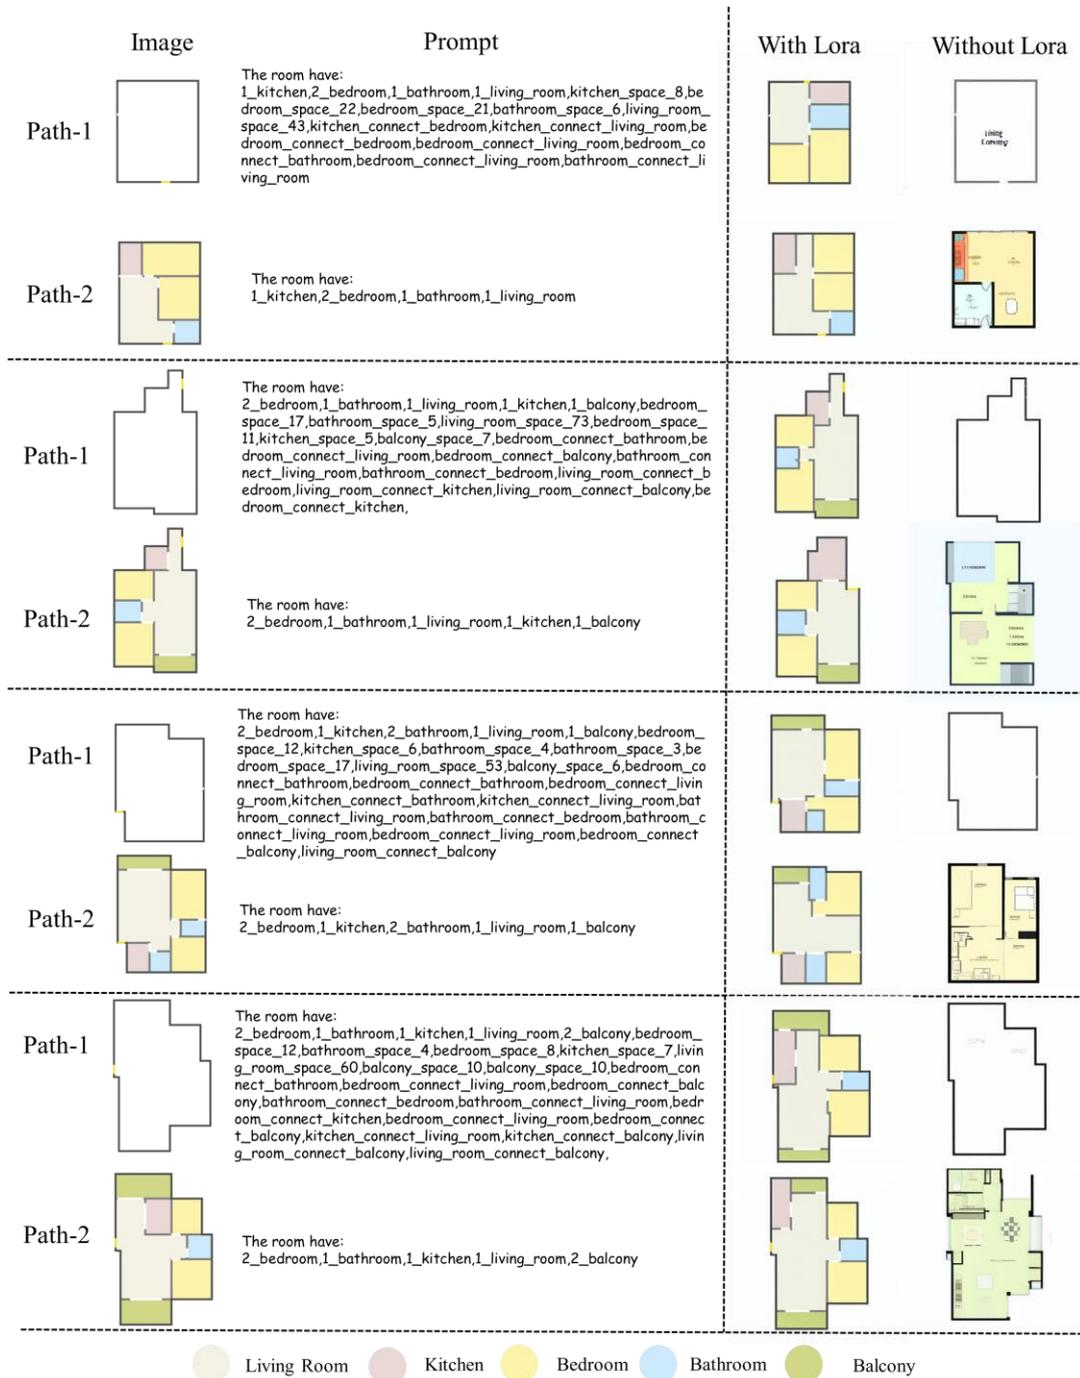 Image Prompt With Lora Without Lora
Path-1
The room have:
1_kitchen,2_bedroom,1_bathroom,1_living_room,kitchen_space_8,be
droom_space_22,bedroom_space_21,bathroom_space_6,living_room_
space_43,kitchen_connect_bedroom,kitchen_connect_living_room,be
droom_connect_bedroom,bedroom_connect_living_room,bedroom_co
nnect_bathroom,bedroom_connect_living_room,bathroom_connect_li
ving_room
Living
Path-2
The room have:
1_kitchen,2_bedroom,1_bathroom,1_living_room
Path-1
The room have:
2_bedroom,1_bathroom,1_living_room,1_kitchen,1_balcony,bedroom_
space_17,bathroom_space_5,living_room_space_73,bedroom_space_
11,kitchen_space_5,balcony_space_7,bedroom_connect_bathroom,be
droom_connect_living_room,bedroom_connect_balcony,bathroom_con
nect_living_room,bathroom_connect_bedroom,living_room_connect_b
edroom,living_room_connect_kitchen,living_room_connect_balcony,be
droom_connect_kitchen,
Path-2
The room have:
2_bedroom,1_bathroom,1_living_room,1_kitchen,1_balcony
Path-1
The room have:
2_bedroom,1_kitchen,2_bathroom,1_living_room,1_balcony,bedroom_
space_12,kitchen_space_6,bathroom_space_4,bathroom_space_3,be
droom_space_17,living_room_space_53,balcony_space_6,bedroom_co
nnect_bathroom,bedroom_connect_bathroom,bedroom_connect_livin
g_room,kitchen_connect_bathroom,kitchen_connect_living_room,bat
hroom_connect_living_room,bathroom_connect_bedroom,bathroom_c
onnect_living_room,bedroom_connect_living_room,bedroom_connect
_balcony,living_room_connect_balcony
Path-2
The room have:
2_bedroom,1_kitchen,2_bathroom,1_living_room,1_balcony
Path-1
The room have:
2_bedroom,1_bathroom,1_kitchen,1_living_room,2_balcony,bedroom_
space_12,bathroom_space_4,bedroom_space_8,kitchen_space_7,livin
g_room_space_60,balcony_space_10,balcony_space_10,bedroom_con
nect_bathroom,bedroom_connect_living_room,bedroom_connect_balc
ony,bathroom_connect_bedroom,bathroom_connect_living_room,bedr
oom_connect_kitchen,bedroom_connect_living_room,bedroom_connec
t_balcony,kitchen_connect_living_room,kitchen_connect_balcony,livin
g_room_connect_balcony,living_room_connect_balcony,
Path-2
The room have:
2_bedroom,1_bathroom,1_kitchen,1_living_room,2_balcony
Living Room Kitchen Bedroom Bathroom Balcony